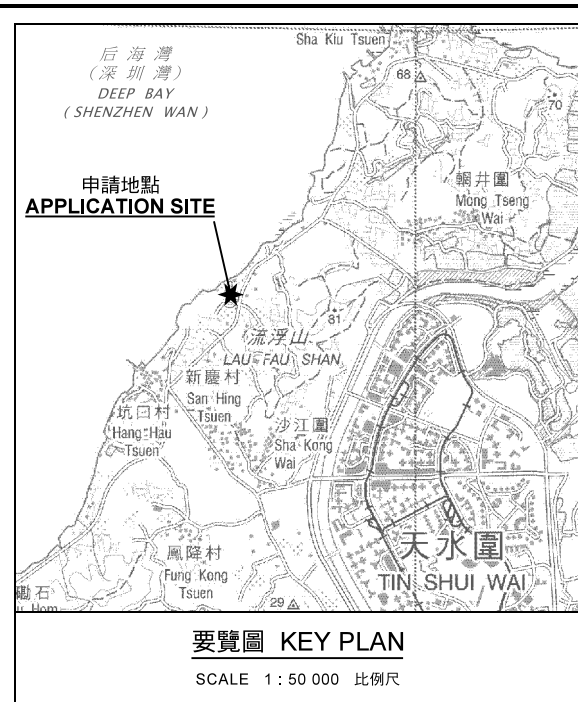 Sha Kiu Tsuen
后海灣
(深圳灣)
DEEP BAY
(SHENZHEN WAN)
68
70
輞井圍
Mong Tseng
Wai
申請地點
APPLICATION SITE
81
流浮山
LAU FAU SHAN
新慶村
San Hing
Tsuen
坑口村
Hang Hau
Tsuen
沙江圍
Sha Kong
Wai
天水圍
TIN SHUI WAI
鳳降村
Fung Kong
Tsuen
29
磡石
Hom
要覽圖 KEY PLAN
SCALE 1 : 50 000 比例尺